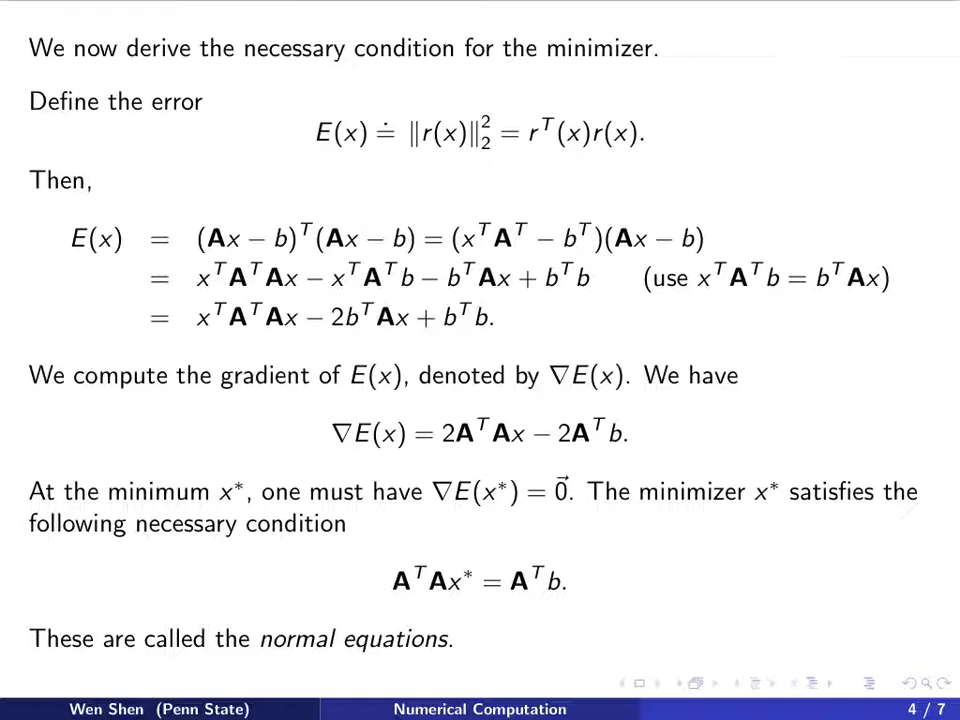 We now derive the necessary condition for the minimizer.
Define the error
E(x) ≐ ‖r(x)‖₂² = rᵀ(x)r(x).
Then,
E(x) = (Ax − b)ᵀ(Ax − b) = (xᵀAᵀ − bᵀ)(Ax − b)
= xᵀAᵀAx − xᵀAᵀb − bᵀAx + bᵀb (use xᵀAᵀb = bᵀAx)
= xᵀAᵀAx − 2bᵀAx + bᵀb.
We compute the gradient of E(x), denoted by ∇E(x). We have
∇E(x) = 2AᵀAx − 2Aᵀb.
At the minimum x*, one must have ∇E(x*) = 0⃗. The minimizer x* satisfies the
following necessary condition
AᵀAx* = Aᵀb.
These are called the normal equations.
Wen Shen (Penn State) Numerical Computation 4 / 7